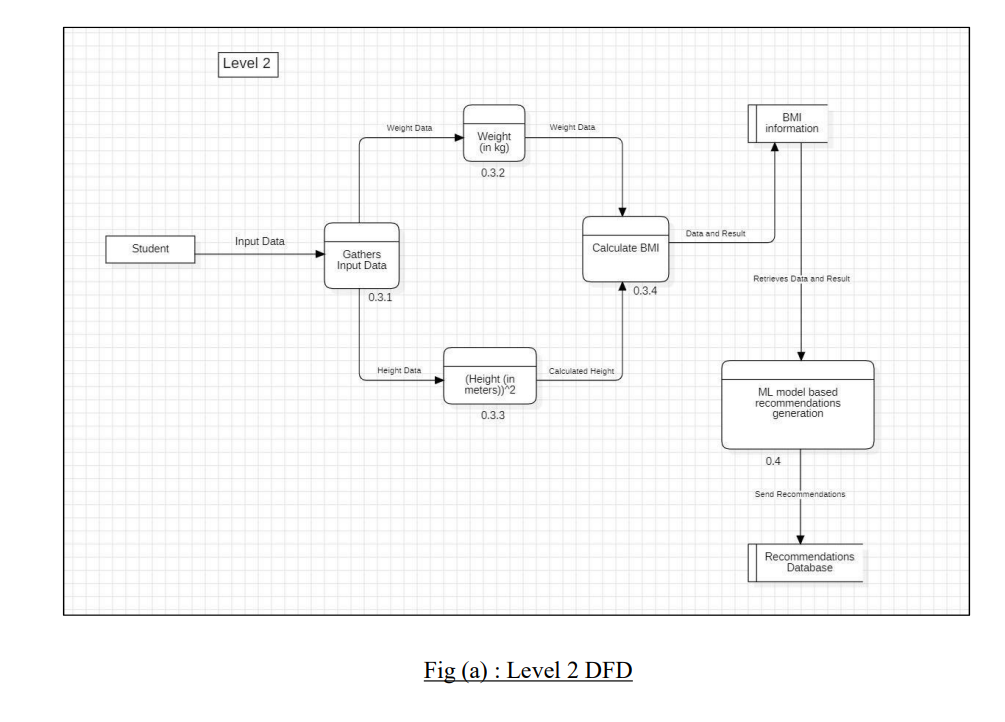 Level 2
Weight Data
Weight
(in kg)
0.3.2
Weight Data
BMI
information
Student
Input Data
Gathers
Input Data
0.3.1
Calculate BMI
0.3.4
Data and Result
Retrieves Data and Result
Height Data
(Height (in
meters))^2
0.3.3
Calculated Height
ML model based
recommendations
generation
0.4
Send Recommendations
Recommendations
Database
Fig (a) : Level 2 DFD